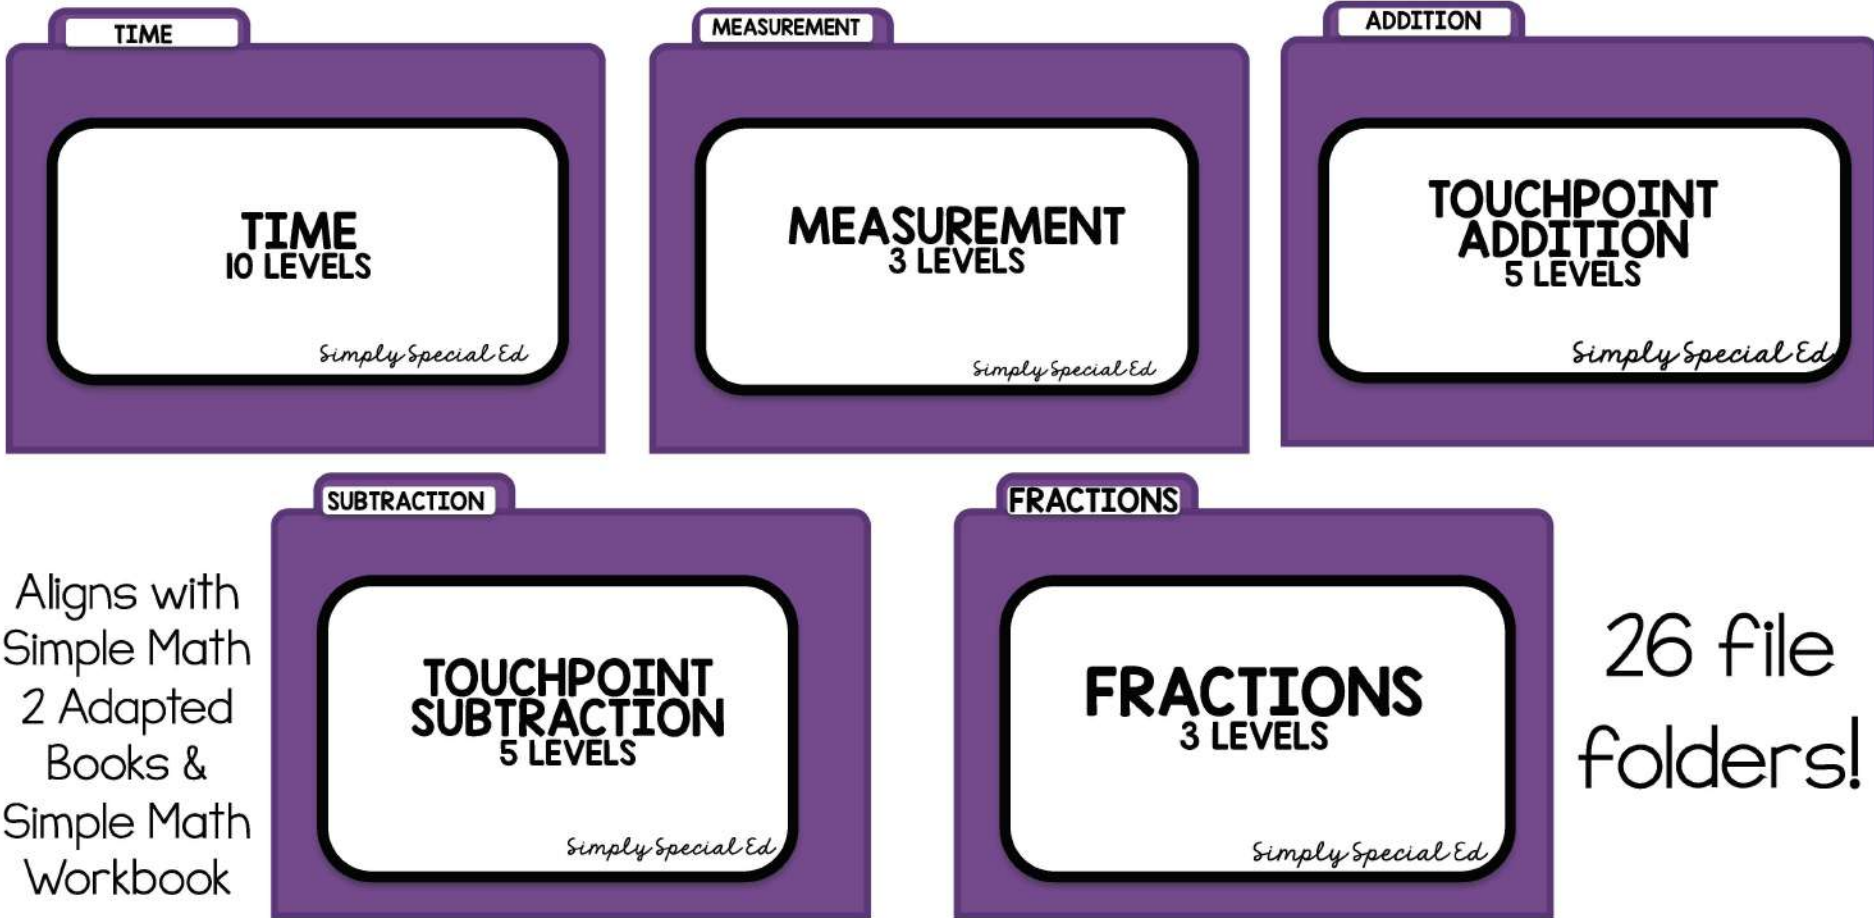 TIME
TIME
10 LEVELS
Simply Special Ed
MEASUREMENT
MEASUREMENT
3 LEVELS
Simply Special Ed
ADDITION
TOUCHPOINT
ADDITION
5 LEVELS
Simply Special Ed
Aligns with
Simple Math
2 Adapted
Books &
Simple Math
Workbook
SUBTRACTION
TOUCHPOINT
SUBTRACTION
5 LEVELS
Simply Special Ed
FRACTIONS
FRACTIONS
3 LEVELS
Simply Special Ed
26 file
folders!